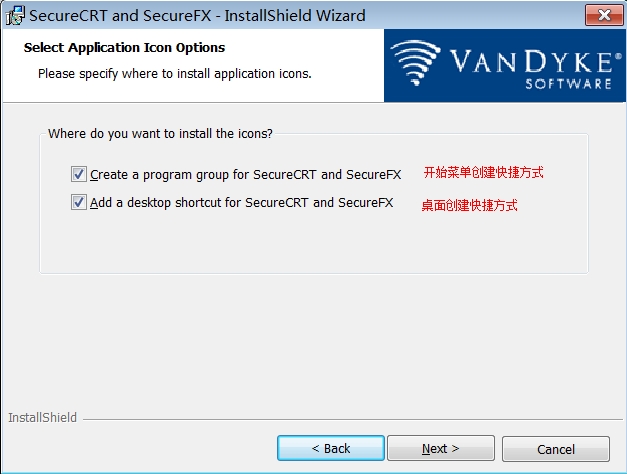 SecureCRT and SecureFX - InstallShield Wizard
Select Application Icon Options
Please specify where to install application icons.
VANDYKE®
SOFTWARE
Where do you want to install the icons?
Create a program group for SecureCRT and SecureFX 开始菜单创建快捷方式
Add a desktop shortcut for SecureCRT and SecureFX 桌面创建快捷方式
InstallShield
< Back Next > Cancel